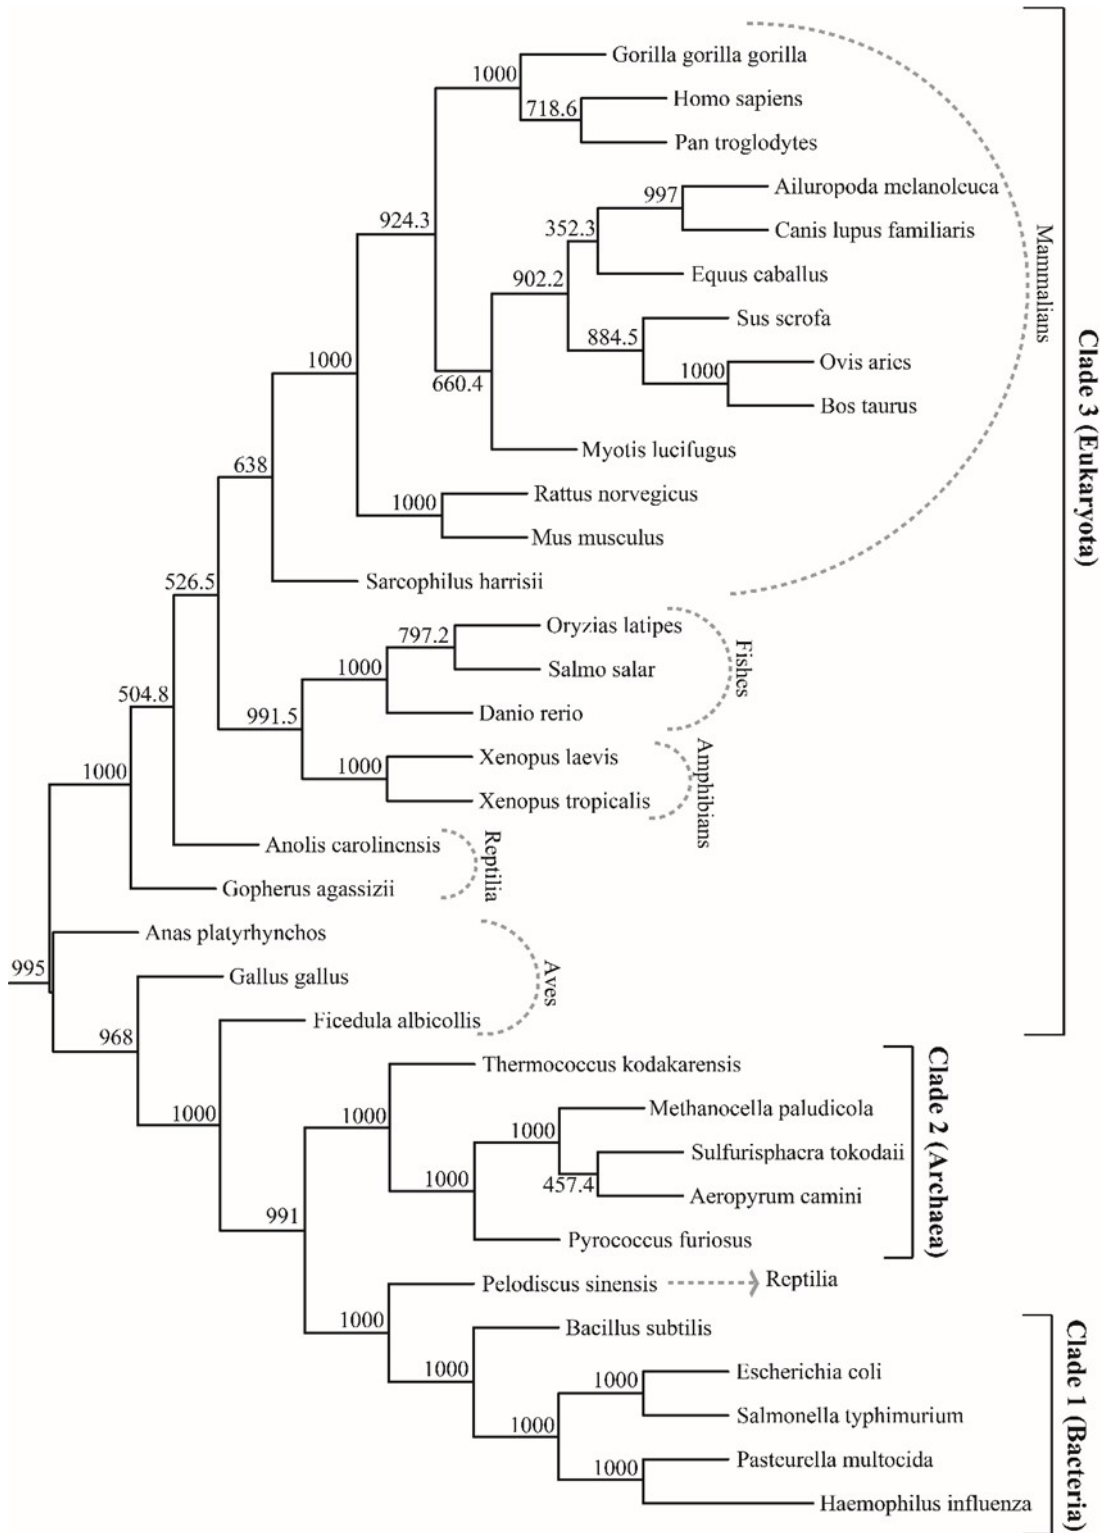 Gorilla gorilla gorilla
1000
Homo sapiens
718.6
Pan troglodytes
Ailuropoda melanoleuca
997
924.3
352.3
Canis lupus familiaris
Mammalians
902.2
Equus caballus
Sus scrofa
884.5
1000
1000
Ovis aries
660.4
Bos taurus
Clade 3 (Eukaryota)
Myotis lucifugus
638
Rattus norvegicus
1000
Mus musculus
526.5
Sarcophilus harrisii
Oryzias latipes
797.2
1000
Salmo salar
Fishes
504.8
991.5
Danio rerio
1000
1000
Xenopus laevis
Xenopus tropicalis
Amphibians
Anolis carolinensis
Reptilia
Gopherus agassizii
Anas platyrhynchos
995
Gallus gallus
Aves
968
Ficedula albicollis
Thermococcus kodakarensis
1000
1000
Methanocella paludicola
1000
Sulfurisphaera tokodaii
Clade 2 (Archaea)
1000
457.4
Aeropyrum camini
991
Pyrococcus furiosus
Pelodiscus sinensis
Reptilia
1000
Bacillus subtilis
1000
Escherichia coli
1000
Salmonella typhimurium
1000
Pasteurella multocida
1000
Haemophilus influenza
Clade 1 (Bacteria)